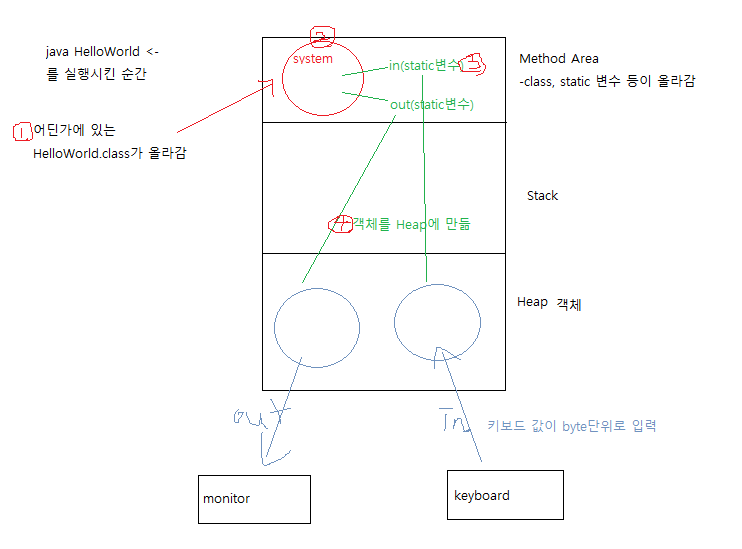 java HelloWorld <-
를 실행시킨 순간
1. 어딘가에 있는
HelloWorld.class가 올라감
2
system
in(static변수) 3
out(static변수)
Method Area
-class, static 변수 등이 올라감
Stack
4 객체를 Heap에 만듦
Heap 객체
out
In
키보드 값이 byte단위로 입력
monitor
keyboard